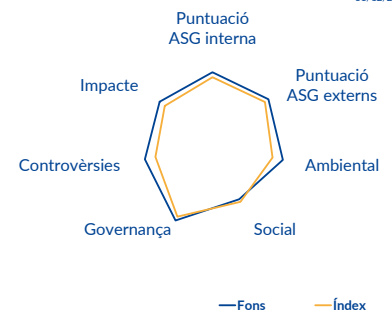 Puntuació
ASG interna
Puntuació
ASG externs
Impacte
Controvèrsies
Ambiental
Governança
Social
Fons
Índex